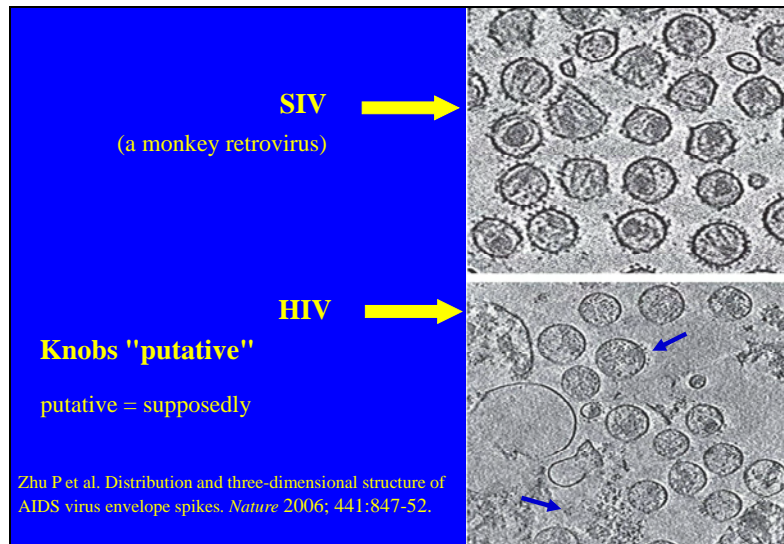 SIV
(a monkey retrovirus)
HIV
Knobs "putative"
putative = supposedly
Zhu P et al. Distribution and three-dimensional structure of
AIDS virus envelope spikes. Nature 2006; 441:847-52.